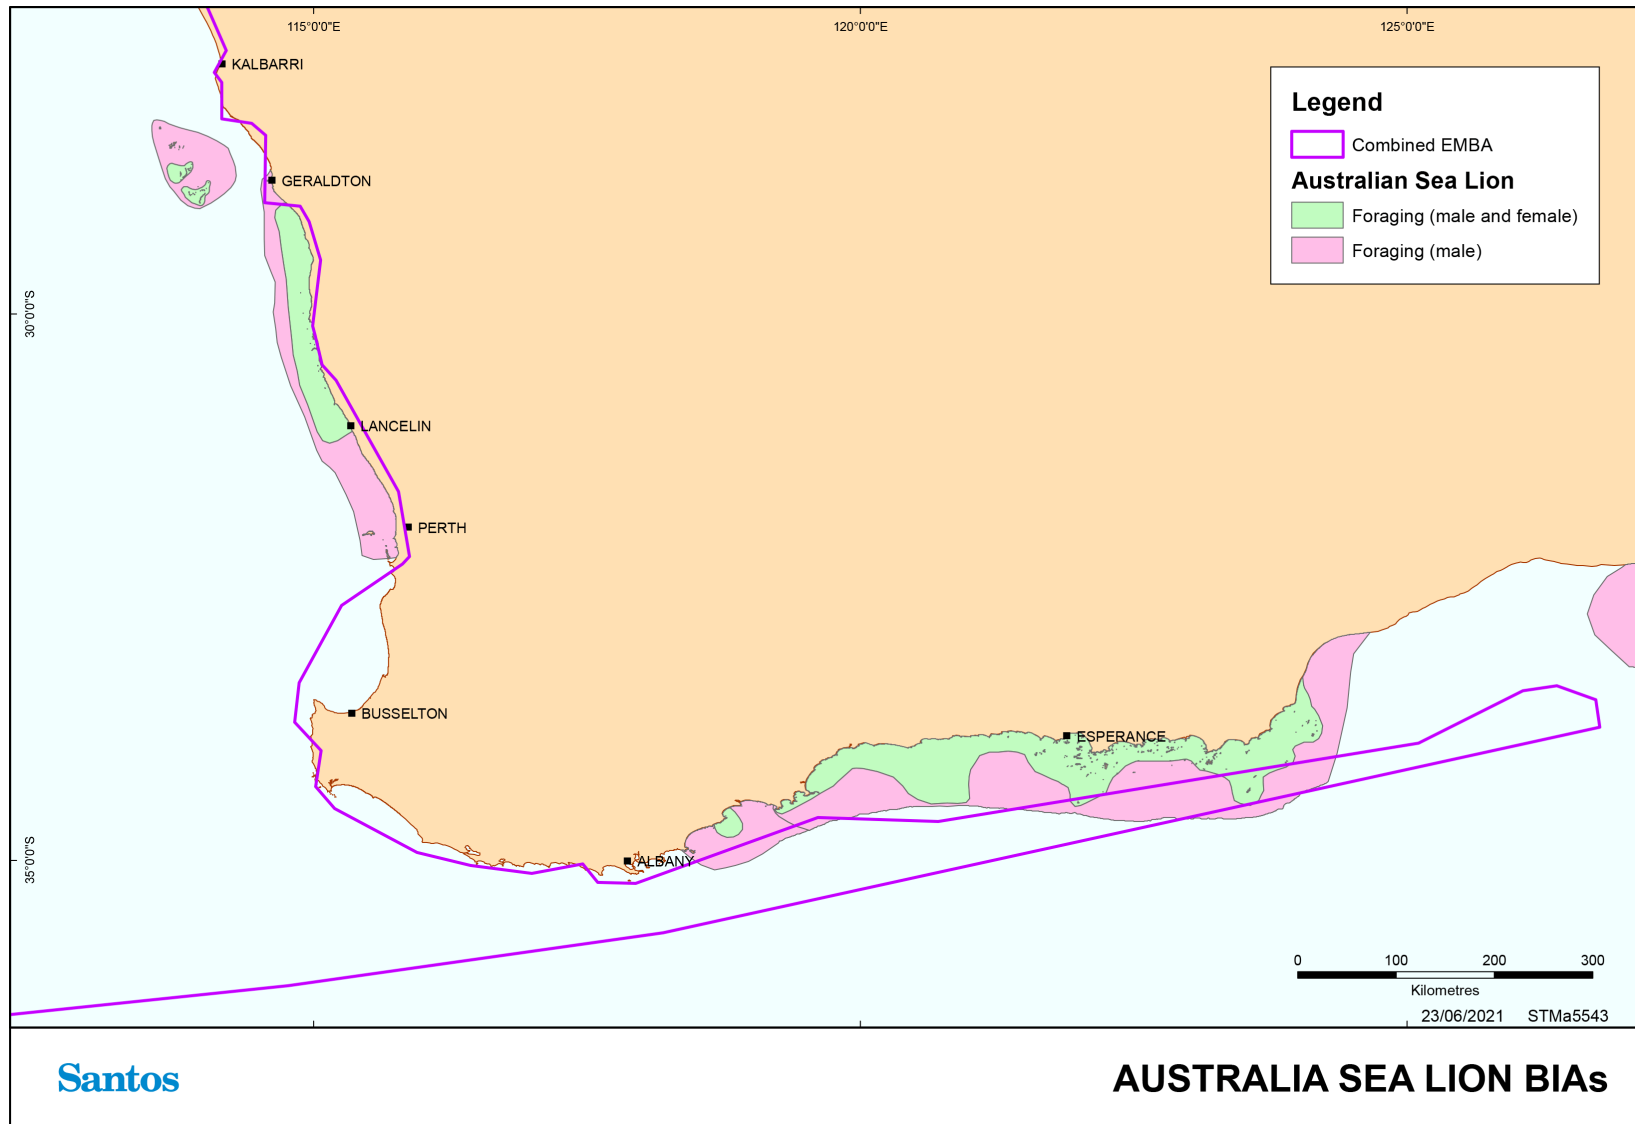 115°0'0"E
120°0'0"E
125°0'0"E
KALBARRI
Legend
Combined EMBA
Australian Sea Lion
GERALDTON
Foraging (male and female)
Foraging (male)
30°0'0"S
LANCELIN
PERTH
BUSSELTON
ESPERANCE
35°0'0"S
ALBANY
0 100 200 300
Kilometres
23/06/2021 STMa5543
Santos
AUSTRALIA SEA LION BIAs